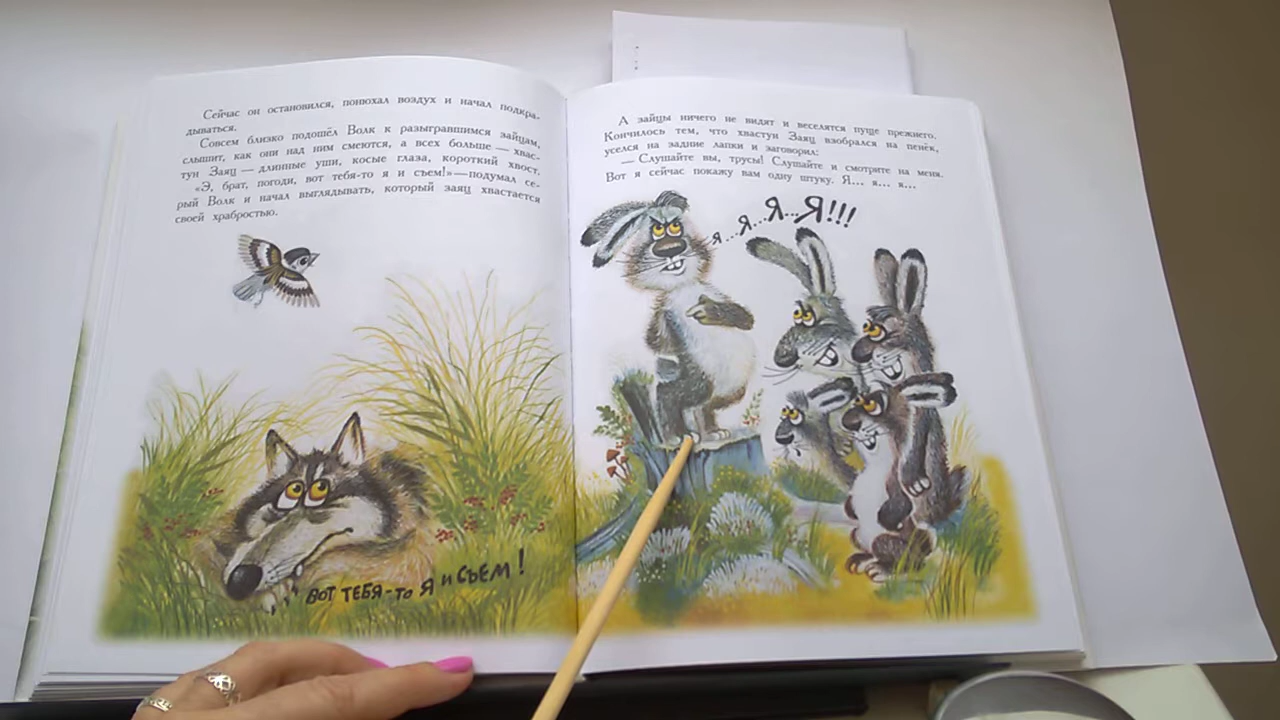 Сейчас он остановился, понюхал воздух и начал подкра-
дываться.
Совсем близко подошёл Волк к разыгравшимся зайцам,
слышит, как они над ним смеются, а всех больше — хвас-
тун Заяц — длинные уши, косые глаза, короткий хвост.
«Э, брат, погоди, вот тебя-то я и съем!» — подумал се-
рый Волк и начал выглядывать, который заяц хвастается
своей храбростью.
ВОТ ТЕБЯ-то Я и СЪЕМ!
А зайцы ничего не видят и веселятся пуще прежнего.
Кончилось тем, что хвастун Заяц взобрался на пенёк,
уселся на задние лапки и заговорил:
— Слушайте вы, трусы! Слушайте и смотрите на меня.
Вот я сейчас покажу вам одну штуку. Я... я... я...
Я...Я...Я...Я!!!